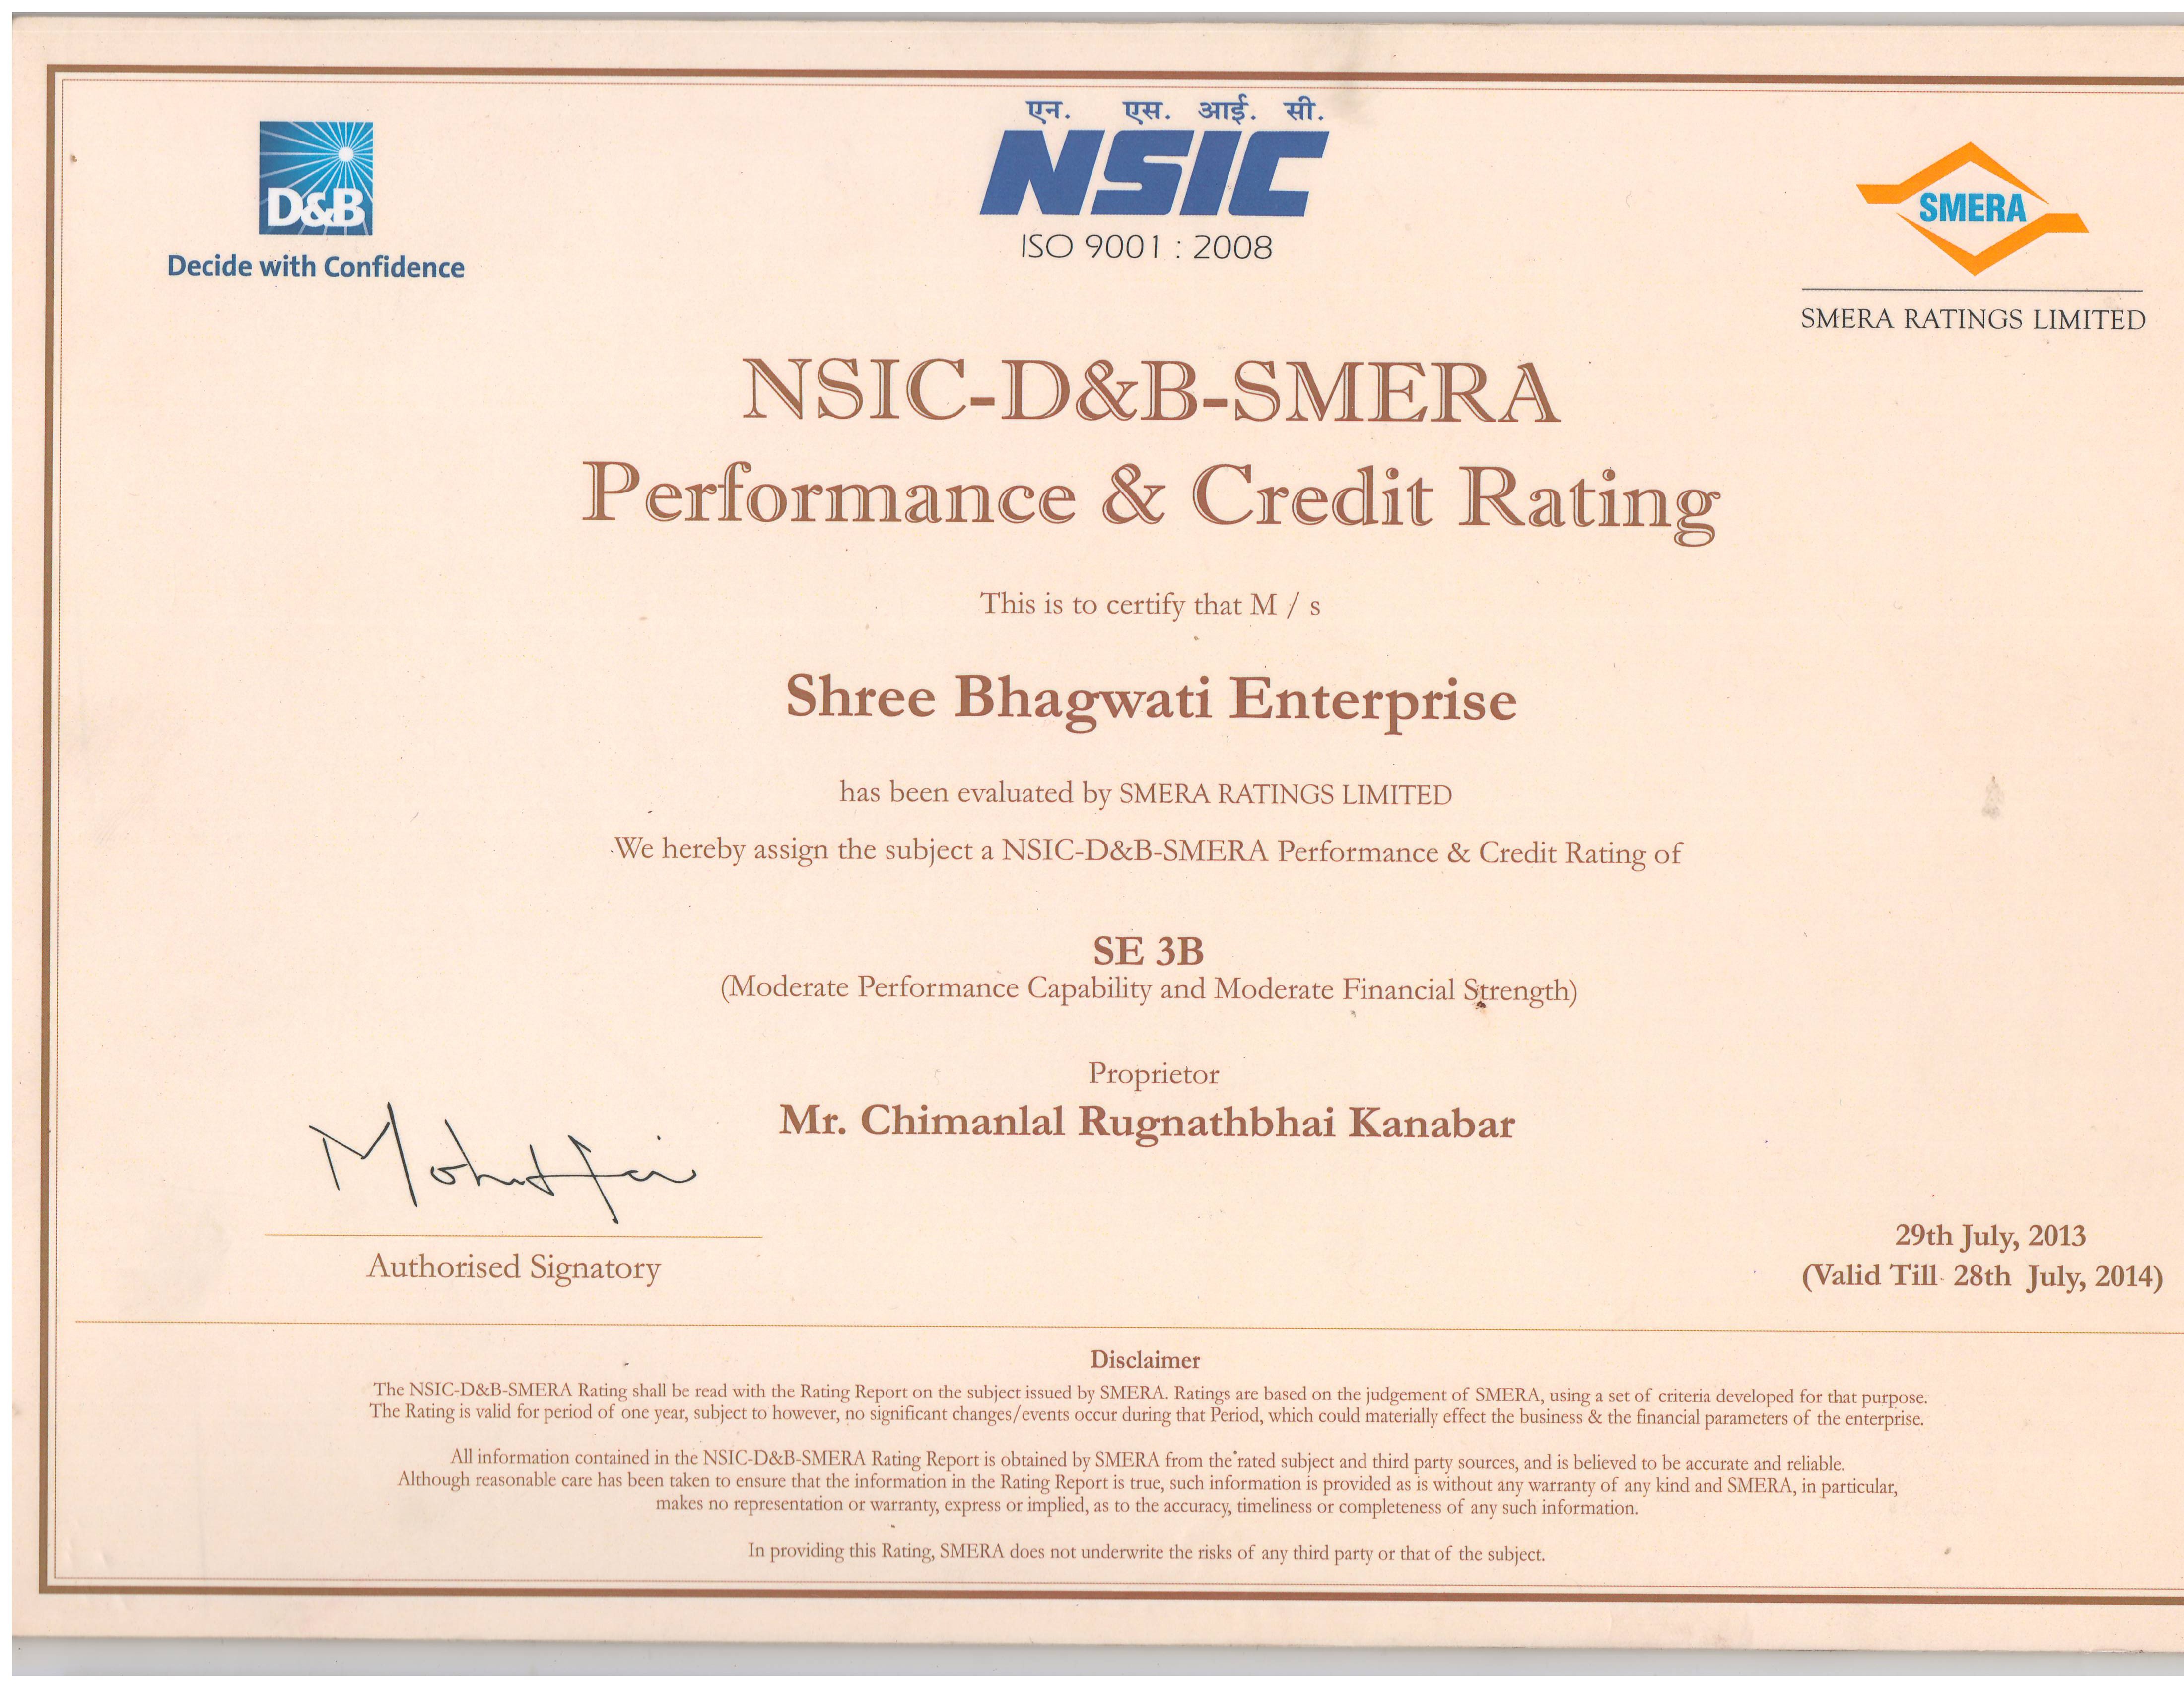 एन. एस. आई. सी.
D&B
NSIC
SMERA
Decide with Confidence
ISO 9001 : 2008
SMERA RATINGS LIMITED
NSIC-D&B-SMERA
Performance & Credit Rating
This is to certify that M / s
Shree Bhagwati Enterprise
has been evaluated by SMERA RATINGS LIMITED
We hereby assign the subject a NSIC-D&B-SMERA Performance & Credit Rating of
SE 3B
(Moderate Performance Capability and Moderate Financial Strength)
Proprietor
Mr. Chimanlal Rugnathbhai Kanabar
Authorised Signatory
29th July, 2013
(Valid Till 28th July, 2014)
Disclaimer
The NSIC-D&B-SMERA Rating shall be read with the Rating Report on the subject issued by SMERA. Ratings are based on the judgement of SMERA, using a set of criteria developed for that purpose.
The Rating is valid for period of one year, subject to however, no significant changes/events occur during that Period, which could materially effect the business & the financial parameters of the enterprise.
All information contained in the NSIC-D&B-SMERA Rating Report is obtained by SMERA from the rated subject and third party sources, and is believed to be accurate and reliable.
Although reasonable care has been taken to ensure that the information in the Rating Report is true, such information is provided as is without any warranty of any kind and SMERA, in particular,
makes no representation or warranty, express or implied, as to the accuracy, timeliness or completeness of any such information.
In providing this Rating, SMERA does not underwrite the risks of any third party or that of the subject.